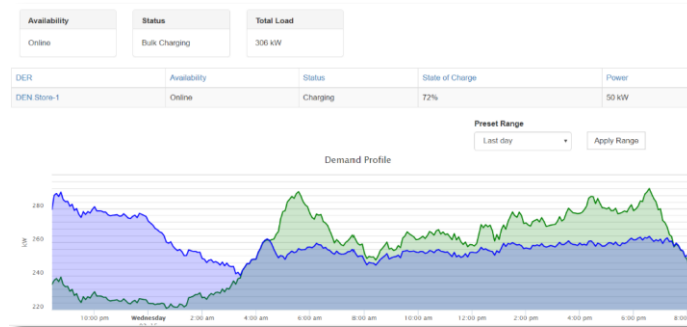 Availability Status Total Load
Online Bulk Charging 306 kW
DER Availability Status State of Charge Power
DEN.Store-1 Online Charging 72% 50 kW
Preset Range
Last day Apply Range
Demand Profile
280
260
240
220
kW
10:00 pm Wednesday 2:00 am 4:00 am 6:00 am 8:00 am 10:00 am 12:00 pm 2:00 pm 4:00 pm 6:00 pm 8:00